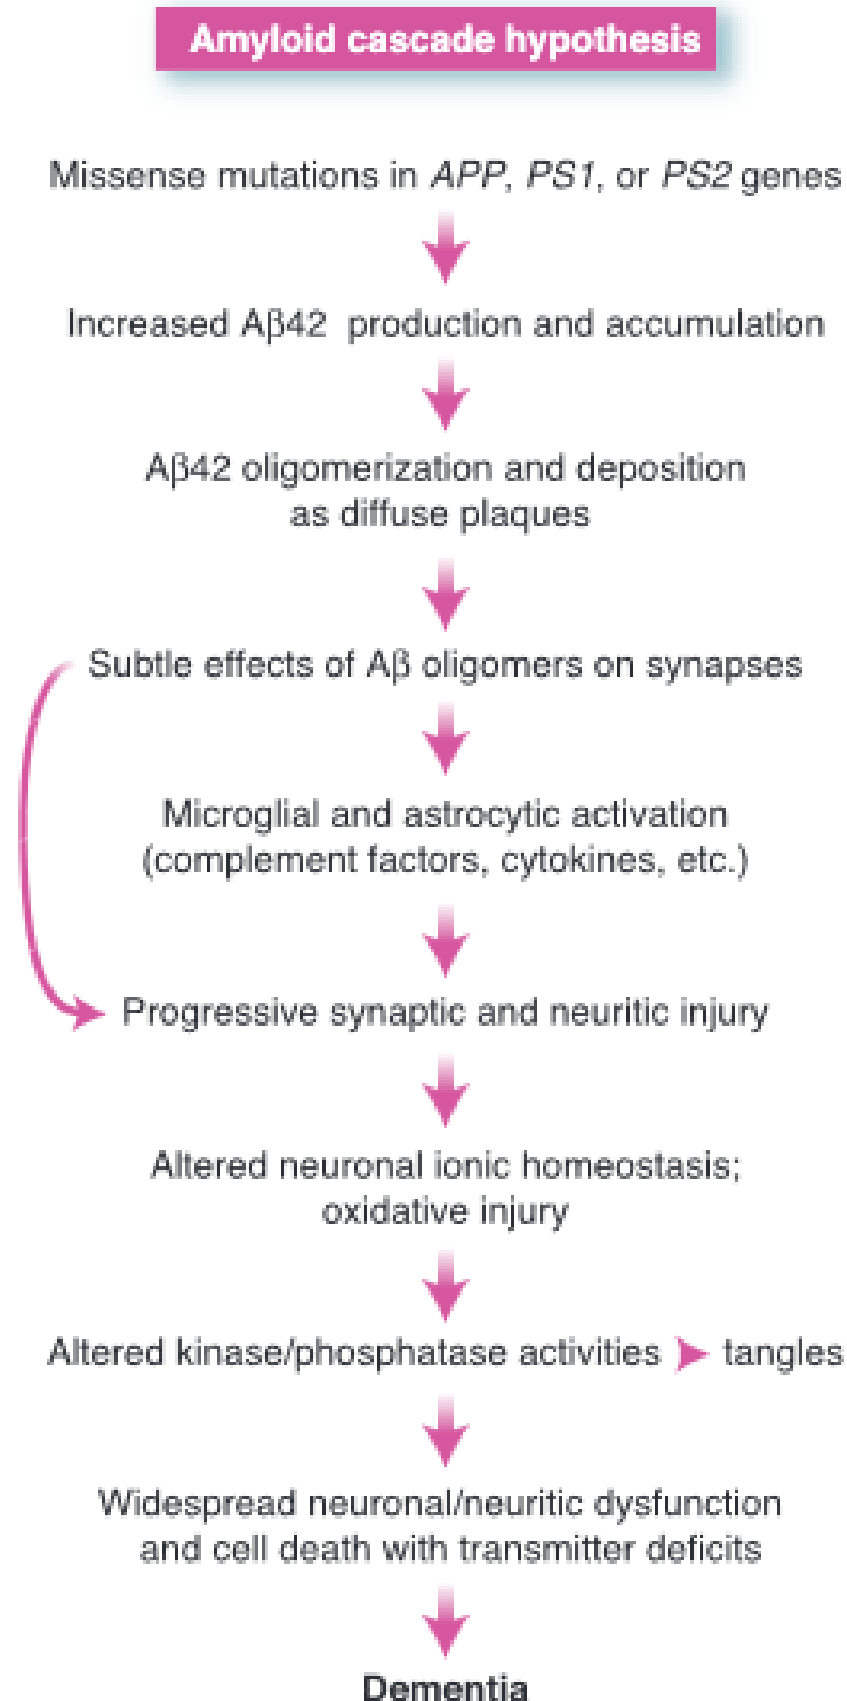 Amyloid cascade hypothesis
Missense mutations in APP, PS1, or PS2 genes
Increased Aβ42 production and accumulation
Aβ42 oligomerization and deposition
as diffuse plaques
Subtle effects of Aβ oligomers on synapses
Microglial and astrocytic activation
(complement factors, cytokines, etc.)
Progressive synaptic and neuritic injury
Altered neuronal ionic homeostasis;
oxidative injury
Altered kinase/phosphatase activities ➤ tangles
Widespread neuronal/neuritic dysfunction
and cell death with transmitter deficits
Dementia